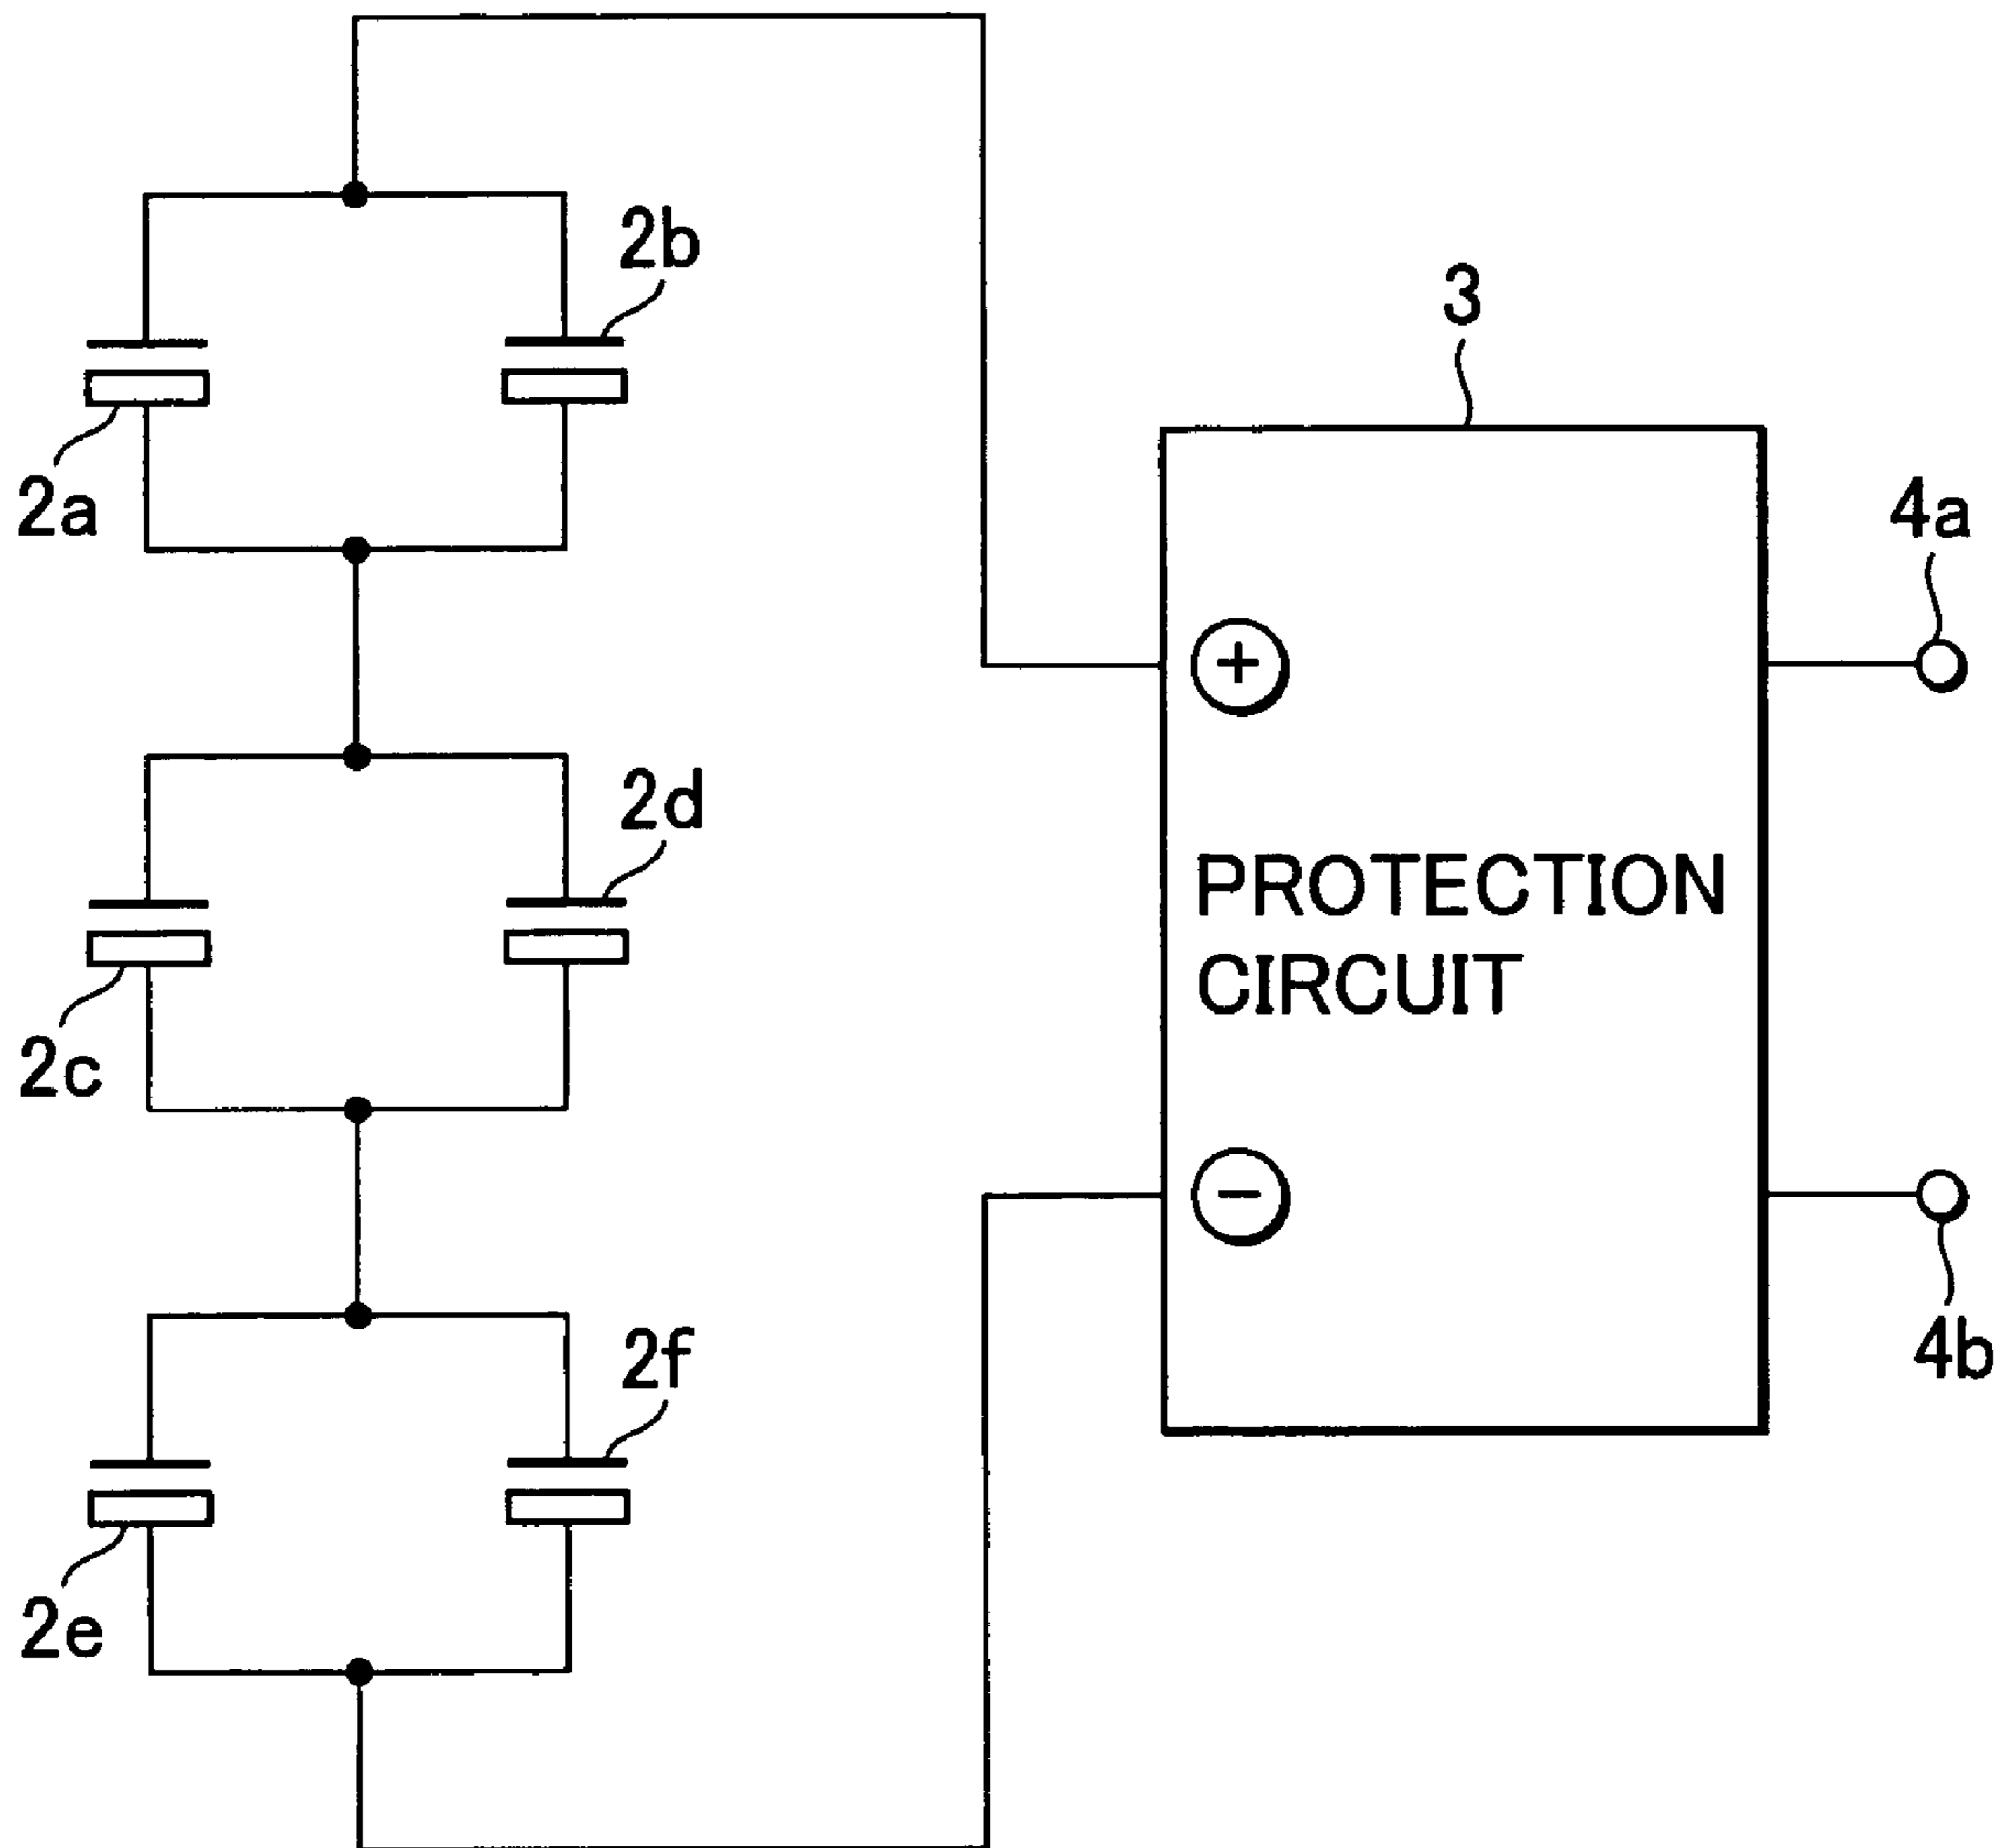 2b
3
2a
4a
+
2d
PROTECTION
CIRCUIT
2c
−
2f
4b
2e